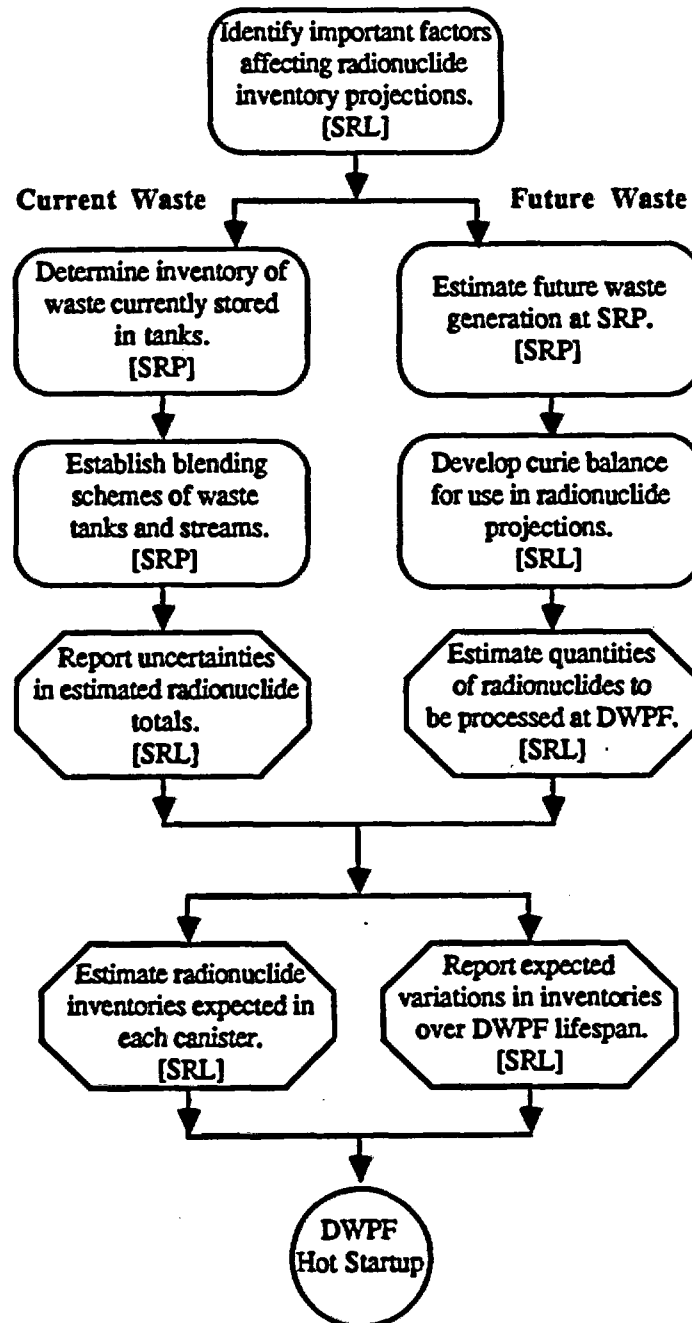 Identify important factors
affecting radionuclide
inventory projections.
[SRL]
Current Waste
Future Waste
Determine inventory of
waste currently stored
in tanks.
[SRP]
Estimate future waste
generation at SRP.
[SRP]
Establish blending
schemes of waste
tanks and streams.
[SRP]
Develop curie balance
for use in radionuclide
projections.
[SRL]
Report uncertainties
in estimated radionuclide
totals.
[SRL]
Estimate quantities
of radionuclides to
be processed at DWPF.
[SRL]
Estimate radionuclide
inventories expected in
each canister.
[SRL]
Report expected
variations in inventories
over DWPF lifespan.
[SRL]
DWPF
Hot Startup